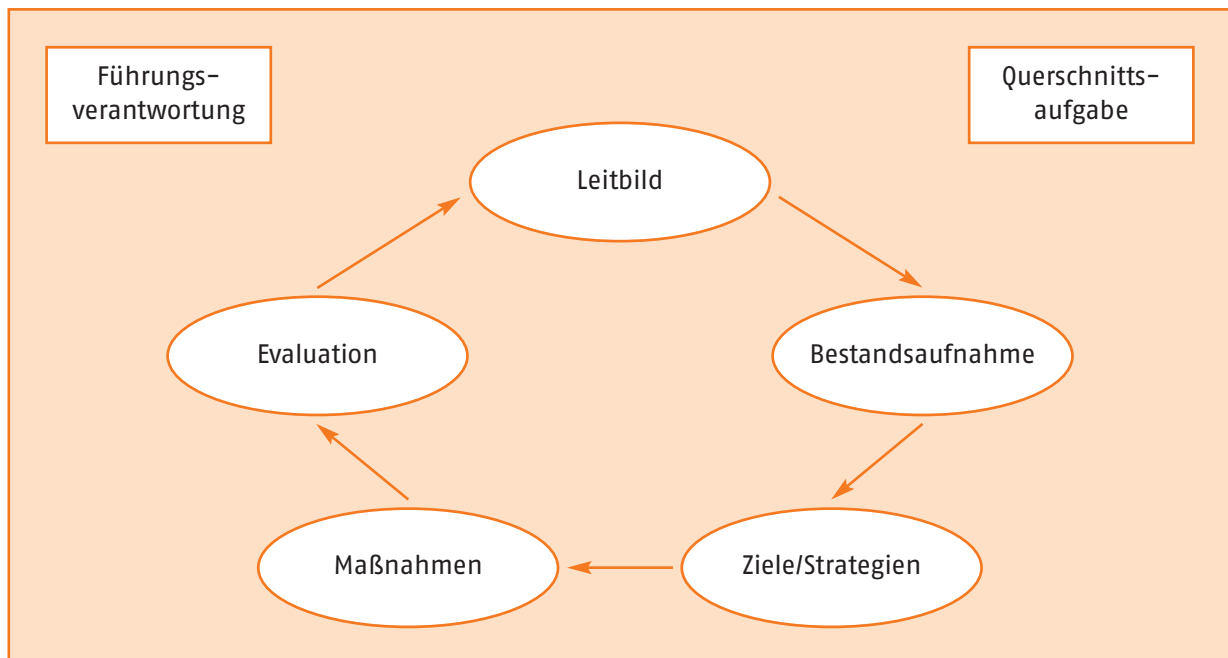 Führungs-
verantwortung
Querschnitts-
aufgabe
Leitbild
Evaluation
Bestandsaufnahme
Maßnahmen
Ziele/Strategien